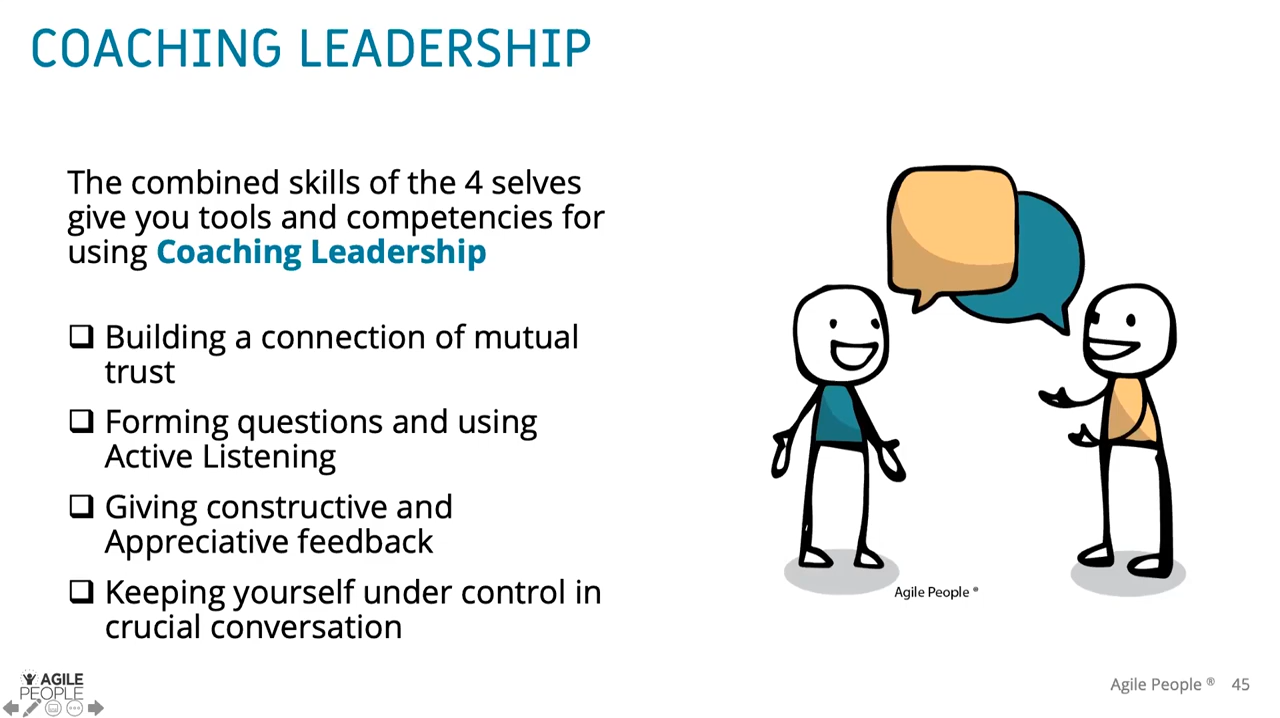 COACHING LEADERSHIP
The combined skills of the 4 selves
give you tools and competencies for
using Coaching Leadership
Building a connection of mutual
trust
Forming questions and using
Active Listening
Giving constructive and
Appreciative feedback
Keeping yourself under control in
crucial conversation
Agile People ®
AGILE
PEOPLE
Agile People ® 45